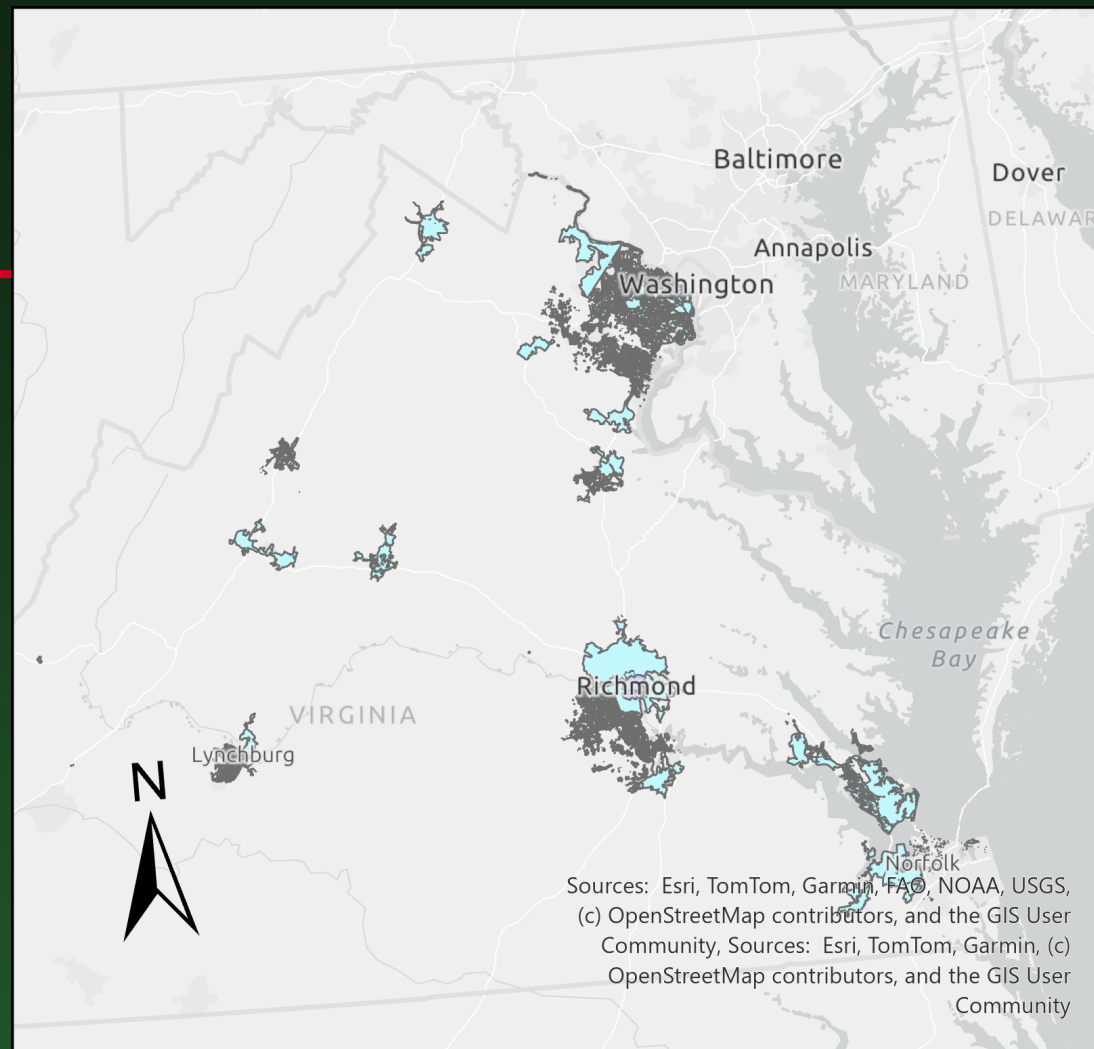 Baltimore
Dover
DELAWAR
Annapolis
Washington
MARYLAND
Chesapeake
Bay
Richmond
VIRGINIA
Lynchburg
N
Norfolk
Sources: Esri, TomTom, Garmin, FAO, NOAA, USGS,
(c) OpenStreetMap contributors, and the GIS User
Community, Sources: Esri, TomTom, Garmin, (c)
OpenStreetMap contributors, and the GIS User
Community